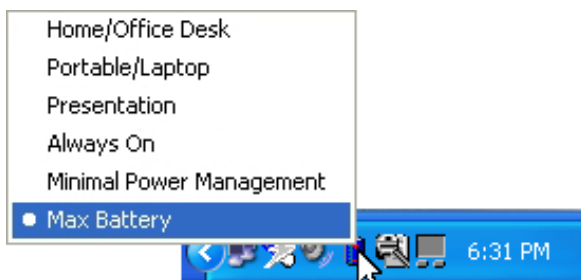 Home/Office Desk
Portable/Laptop
Presentation
Always On
Minimal Power Management
Max Battery
6:31 PM